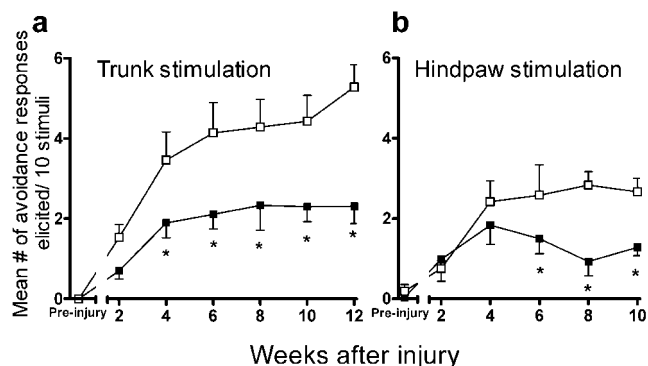 a
b
Trunk stimulation
Hindpaw stimulation
Mean # of avoidance responses
elicited/ 10 stimuli
6
4
2
0
Pre-injury 2 4 6 8 10 12
* * * * *
6
4
2
0
Pre-injury 2 4 6 8 10
* * *
Weeks after injury